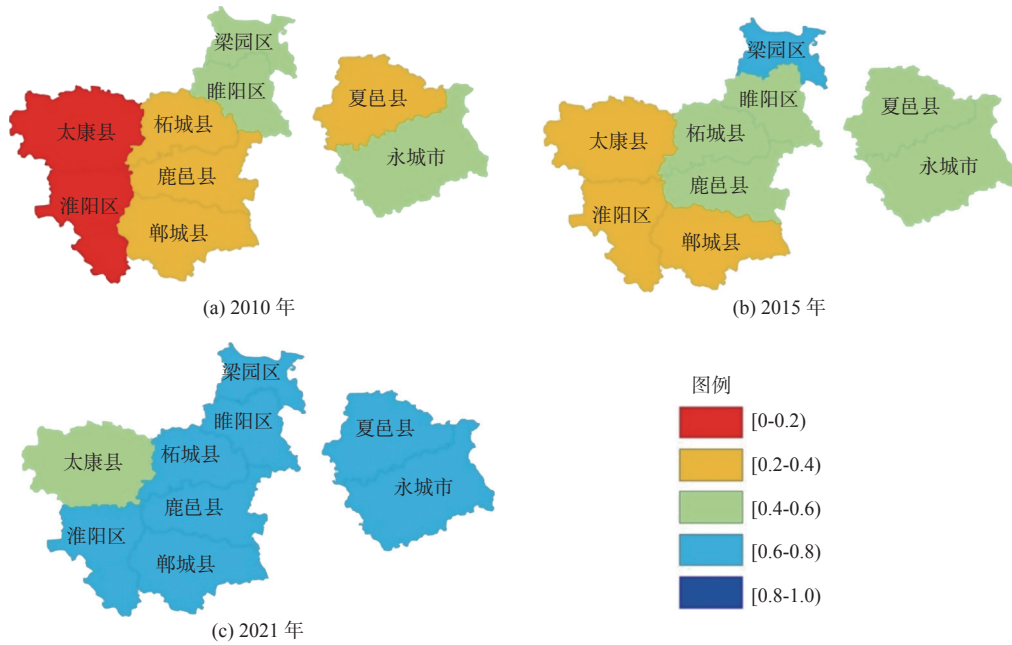 梁园区
睢阳区
太康县
柘城县
鹿邑县
淮阳区
郸城县
夏邑县
永城市
(a) 2010 年
梁园区
睢阳区
太康县
柘城县
鹿邑县
淮阳区
郸城县
夏邑县
永城市
(b) 2015 年
梁园区
睢阳区
太康县
柘城县
鹿邑县
淮阳区
郸城县
夏邑县
永城市
(c) 2021 年
图例
[0-0.2)
[0.2-0.4)
[0.4-0.6)
[0.6-0.8)
[0.8-1.0)